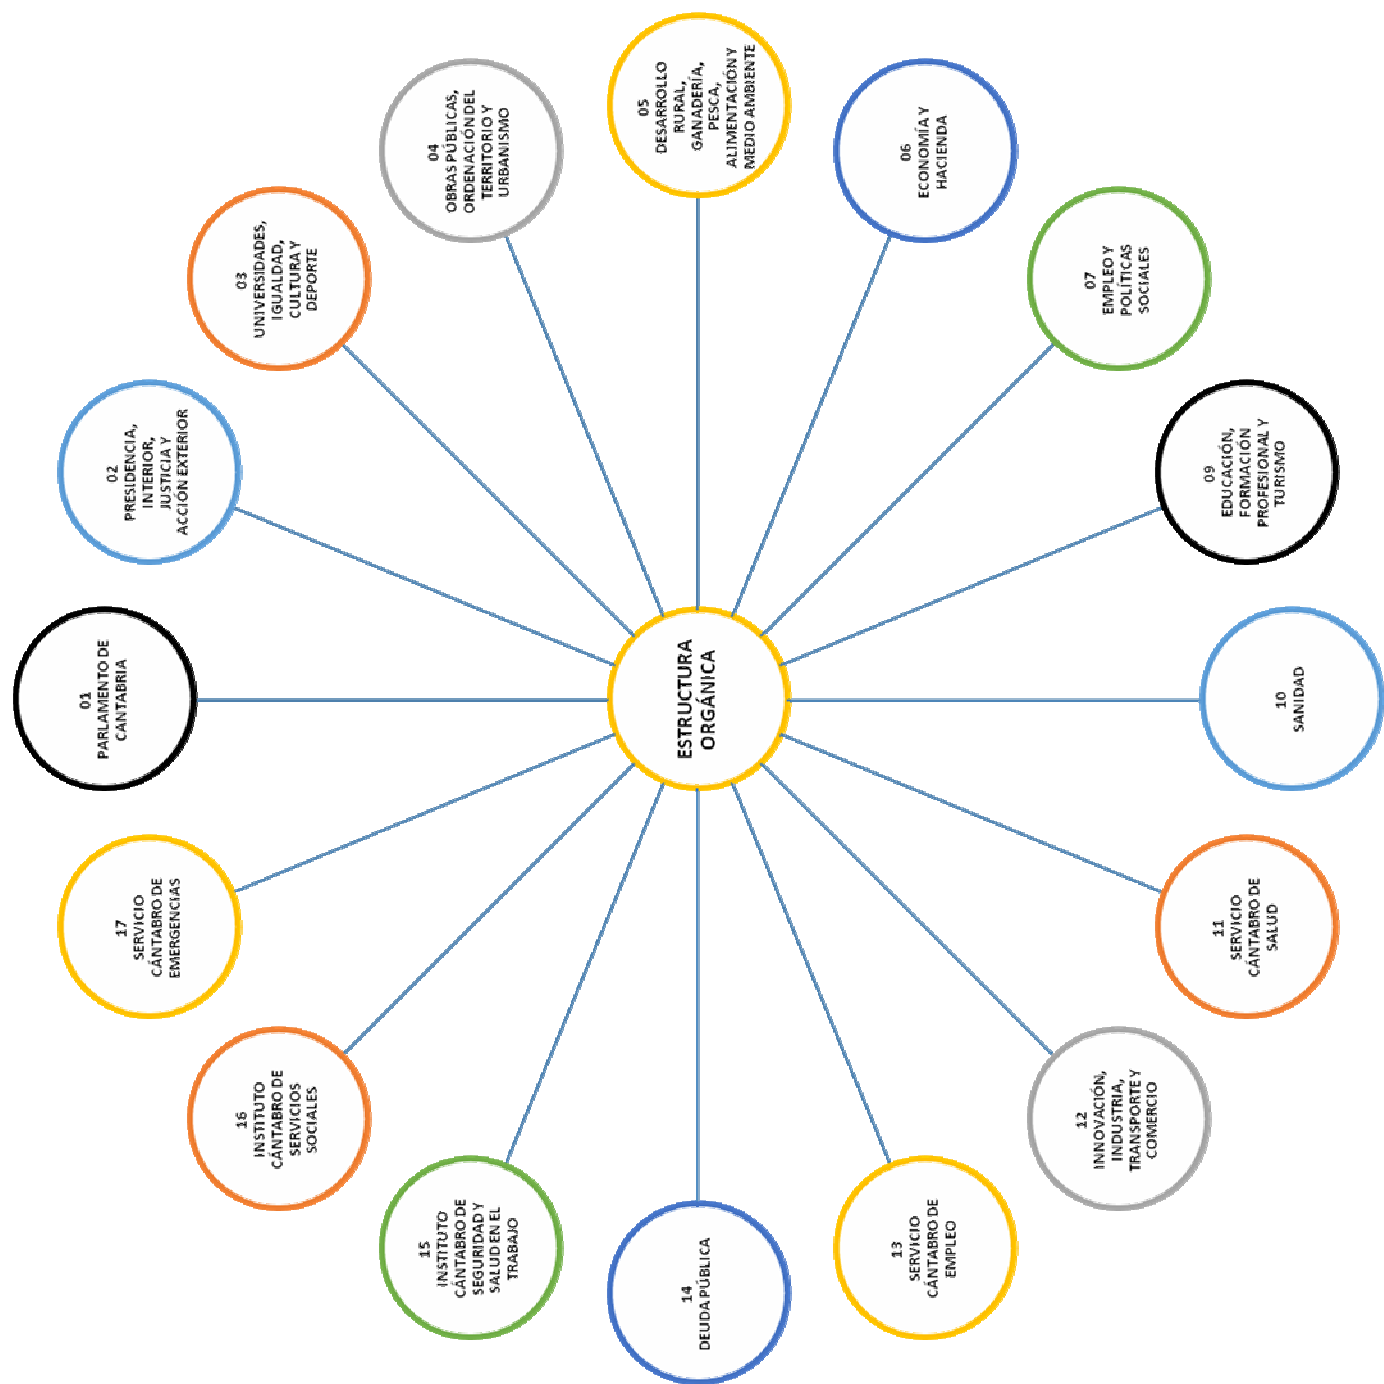 ESTRUCTURA
ORGÁNICA
01
PARLAMENTO DE
CANTABRIA
02
PRESIDENCIA,
INTERIOR,
JUSTICIA Y
ACCIÓN EXTERIOR
03
UNIVERSIDADES,
IGUALDAD,
CULTURA Y
DEPORTE
04
OBRAS PÚBLICAS,
ORDENACIÓN DEL
TERRITORIO Y
URBANISMO
05
DESARROLLO
RURAL,
GANADERÍA,
PESCA,
ALIMENTACIÓN Y
MEDIO AMBIENTE
06
ECONOMÍA Y
HACIENDA
07
EMPLEO Y
POLÍTICAS
SOCIALES
09
EDUCACIÓN,
FORMACIÓN
PROFESIONAL Y
TURISMO
10
SANIDAD
11
SERVICIO
CÁNTABRO DE
SALUD
12
INNOVACIÓN,
INDUSTRIA,
TRANSPORTE Y
COMERCIO
13
SERVICIO
CÁNTABRO DE
EMPLEO
14
DEUDA PÚBLICA
15
INSTITUTO
CÁNTABRO DE
SEGURIDAD Y
SALUD EN EL
TRABAJO
16
INSTITUTO
CÁNTABRO DE
SERVICIOS
SOCIALES
17
SERVICIO
CÁNTABRO DE
EMERGENCIAS